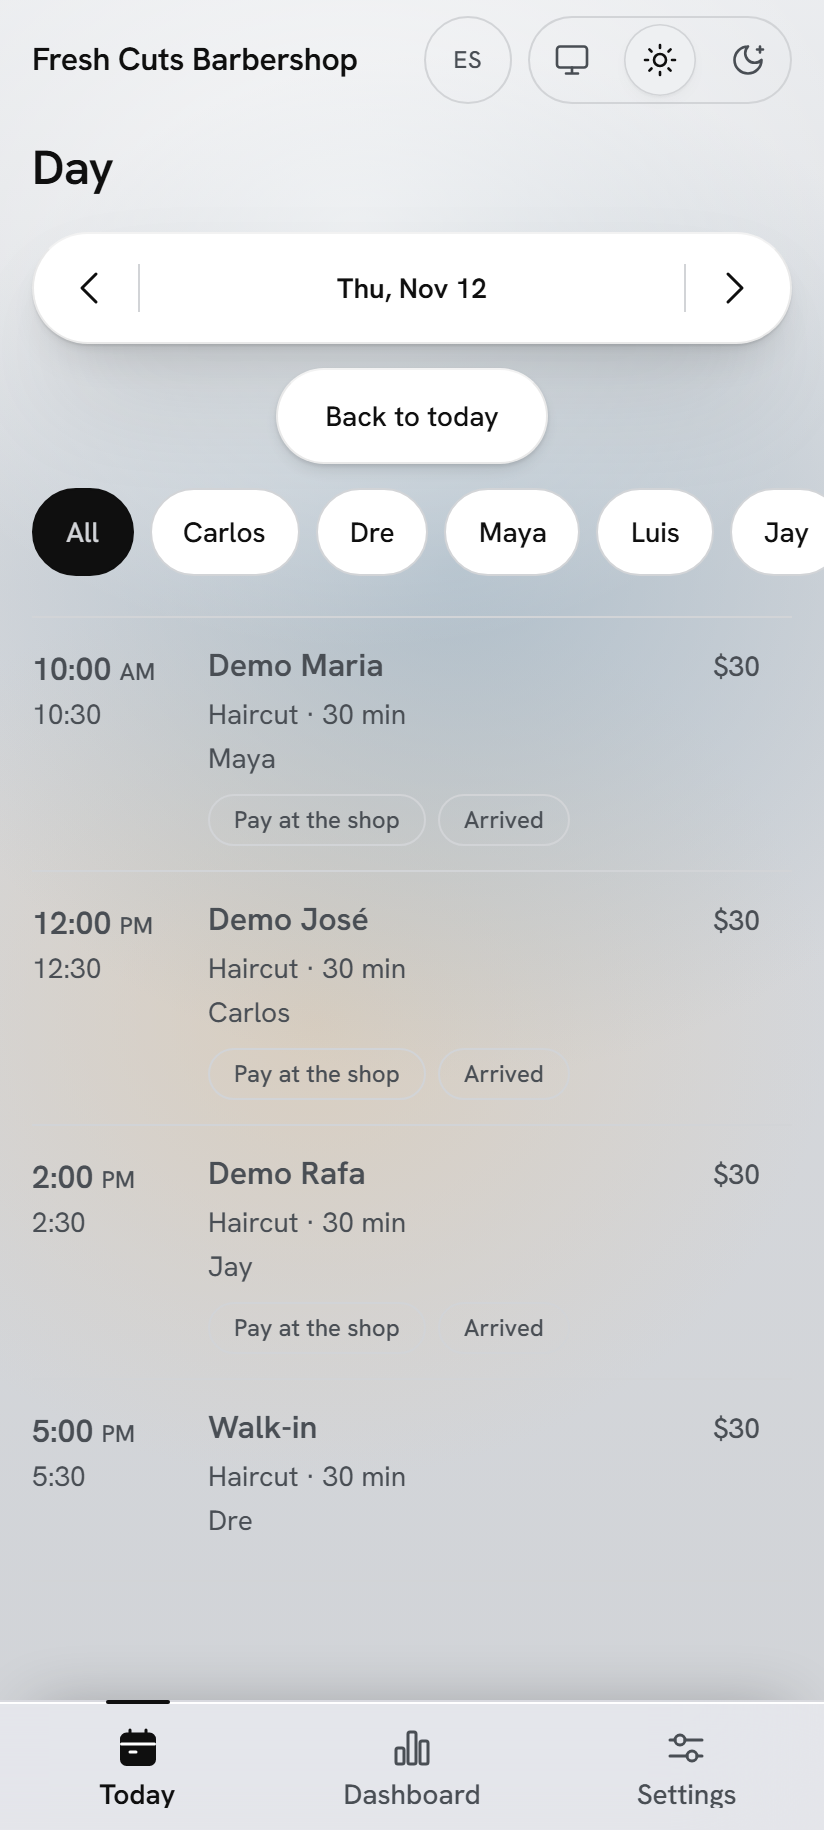 Fresh Cuts Barbershop
ES
Day
Thu, Nov 12
Back to today
All Carlos Dre Maya Luis Jay
10:00 AM Demo Maria $30
10:30 Haircut · 30 min
Maya
Pay at the shop Arrived
12:00 PM Demo José $30
12:30 Haircut · 30 min
Carlos
Pay at the shop Arrived
2:00 PM Demo Rafa $30
2:30 Haircut · 30 min
Jay
Pay at the shop Arrived
5:00 PM Walk-in $30
5:30 Haircut · 30 min
Dre
Today Dashboard Settings